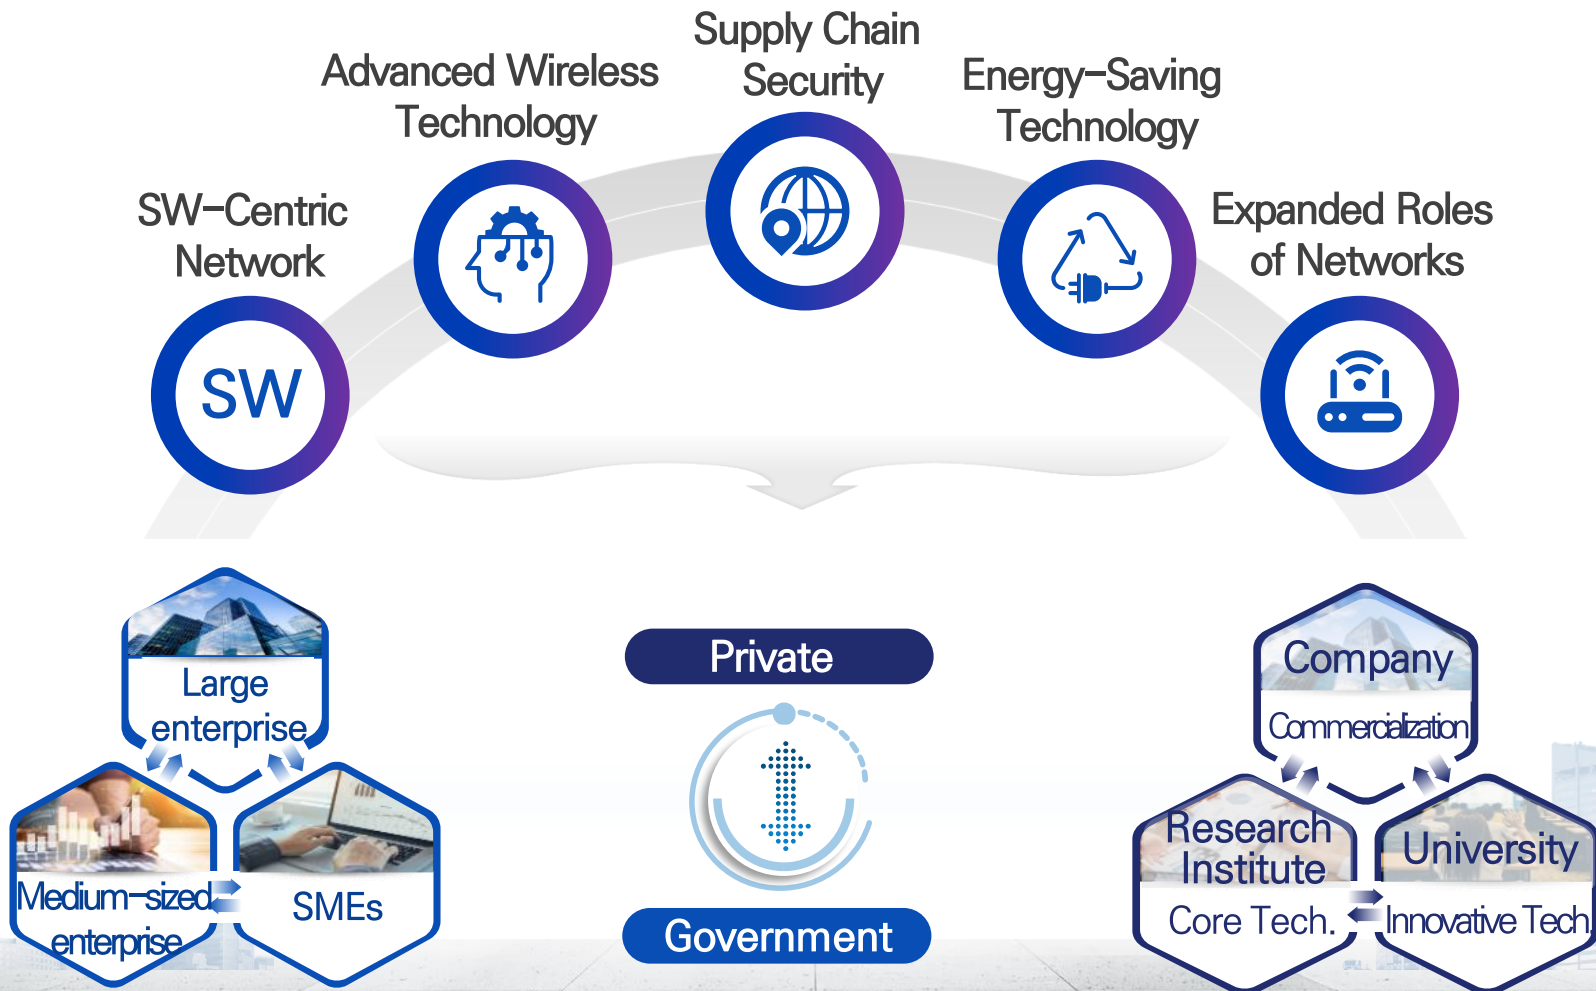 Supply Chain
Security
Advanced Wireless
Technology
Energy-Saving
Technology
SW-Centric
Network
Expanded Roles
of Networks
SW
Large
enterprise
Medium-sized
enterprise
SMEs
Private
Government
Company
Commercialization
Research
Institute
Core Tech.
University
Innovative Tech.